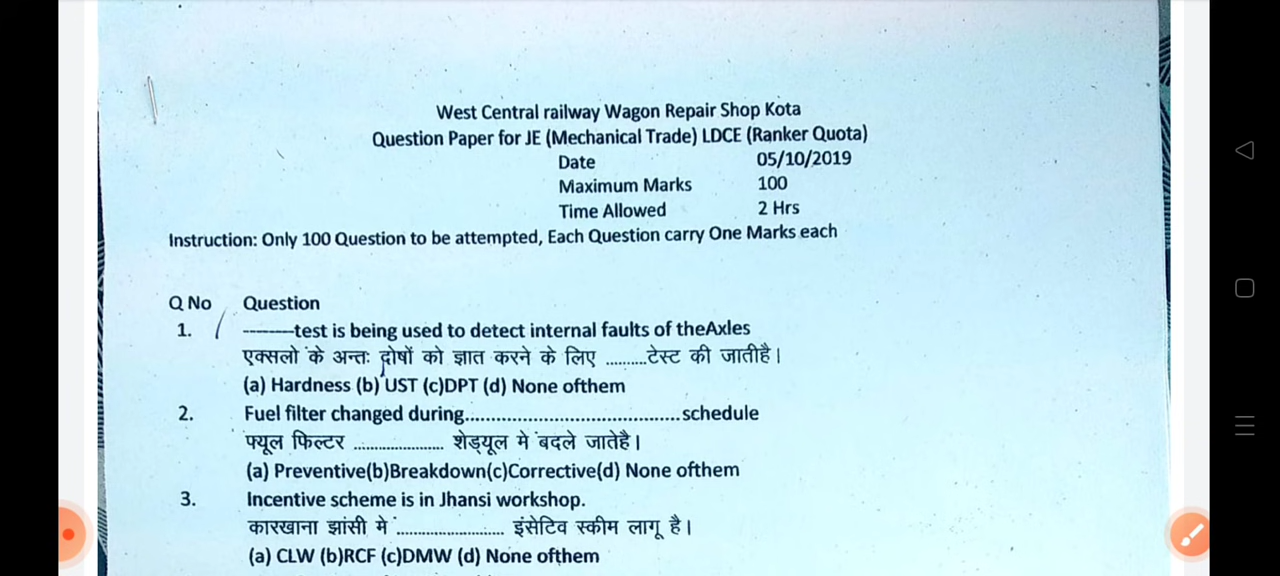 West Central railway Wagon Repair Shop Kota
Question Paper for JE (Mechanical Trade) LDCE (Ranker Quota)
Date 05/10/2019
Maximum Marks 100
Time Allowed 2 Hrs
Instruction: Only 100 Question to be attempted, Each Question carry One Marks each
Q No Question
1. --------test is being used to detect internal faults of theAxles
एक्सलो के अन्तः दोषों को ज्ञात करने के लिए .........टेस्ट की जातीहै।
(a) Hardness (b) UST (c)DPT (d) None ofthem
2. Fuel filter changed during.........................................schedule
फ्यूल फिल्टर ...................... शेड्यूल मे बदले जातेहै।
(a) Preventive(b)Breakdown(c)Corrective(d) None ofthem
3. Incentive scheme is in Jhansi workshop.
कारखाना झांसी मे .......................... इंसेटिव स्कीम लागू है।
(a) CLW (b)RCF (c)DMW (d) None ofthem